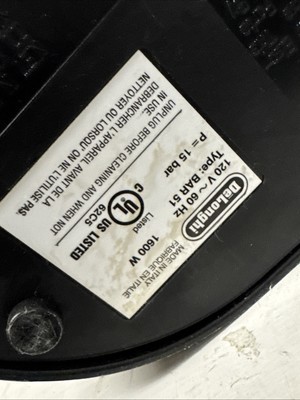 DeLonghi
MADE IN ITALY
FABRIQUE EN ITALIE
120 V ~ 60 Hz
1600 W
Type: BAR 51
P = 15 bar
Listed
C UL US LISTED
62C5
UNPLUG BEFORE CLEANING AND WHEN NOT
IN USE.
DEBRANCHER L'APPAREIL AVANT DE LA
NETTOYER OU LORSQU' ON NE L'UTILISE PAS